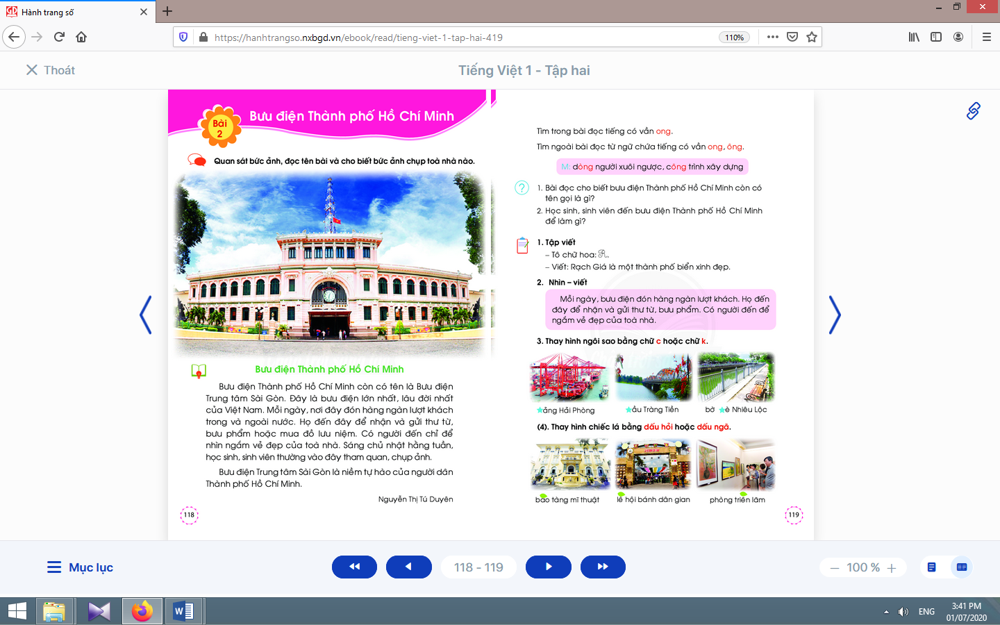 Hành trang số
https://hanhtrangso.nxbgd.vn/ebook/read/tieng-viet-1-tap-hai-419
110%
Thoát
Tiếng Việt 1 - Tập hai
Bài
2
Bưu điện Thành phố Hồ Chí Minh
Quan sát bức ảnh, đọc tên bài và cho biết bức ảnh chụp toà nhà nào.
Bưu điện Thành phố Hồ Chí Minh
Bưu điện Thành phố Hồ Chí Minh còn có tên là Bưu điện
Trung tâm Sài Gòn. Đây là bưu điện lớn nhất, lâu đời nhất
của Việt Nam. Mỗi ngày, nơi đây đón hàng ngàn lượt khách
trong và ngoài nước. Họ đến đây để nhận và gửi thư từ,
bưu phẩm hoặc mua đồ lưu niệm. Có người đến chỉ để
nhìn ngắm vẻ đẹp của toà nhà. Sáng chủ nhật hằng tuần,
học sinh, sinh viên thường vào đây tham quan, chụp ảnh.
Bưu điện Trung tâm Sài Gòn là niềm tự hào của người dân
Thành phố Hồ Chí Minh.
Nguyễn Thị Tú Duyên
118
Tìm trong bài đọc tiếng có vần ong.
Tìm ngoài bài đọc từ ngữ chứa tiếng có vần ong, ông.
M: dòng người xuôi ngược, công trình xây dựng
1. Bài đọc cho biết bưu điện Thành phố Hồ Chí Minh còn có
tên gọi là gì?
2. Học sinh, sinh viên đến bưu điện Thành phố Hồ Chí Minh
để làm gì?
1. Tập viết
– Tô chữ hoa: R.
– Viết: Rạch Giá là một thành phố biển xinh đẹp.
2. Nhìn – viết
Mỗi ngày, bưu điện đón hàng ngàn lượt khách. Họ đến
đây để nhận và gửi thư từ, bưu phẩm. Có người đến để
ngắm vẻ đẹp của toà nhà.
3. Thay hình ngôi sao bằng chữ c hoặc chữ k.
ảng Hải Phòng
ầu Tràng Tiền
bờ è Nhiêu Lộc
(4). Thay hình chiếc lá bằng dấu hỏi hoặc dấu ngã.
bao tàng mĩ thuật
lê hội bánh dân gian
phòng triên lãm
119
Mục lục
118 - 119
100 %
ENG
3:41 PM
01/07/2020